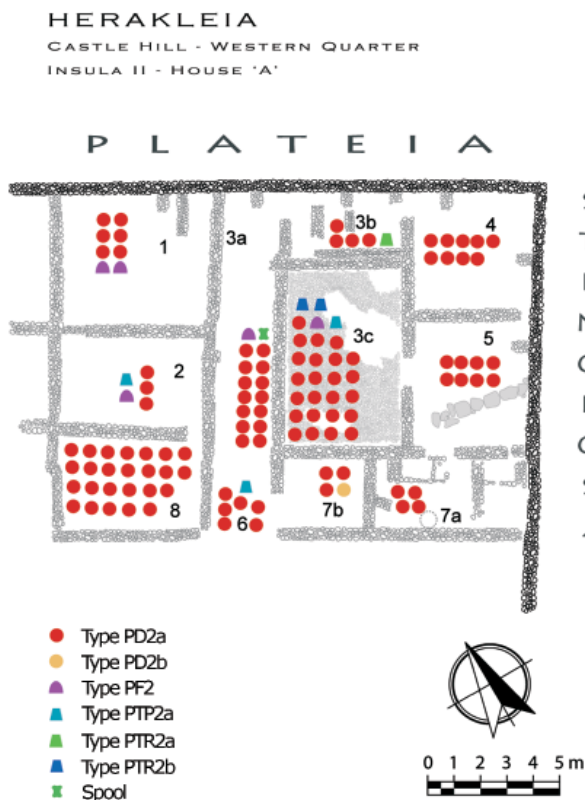 HERAKLEIA
CASTLE HILL - WESTERN QUARTER
INSULA II - HOUSE ‘A’
PLATEIA
3b
4
1
3a
3c
5
2
8
6
7b
7a
Type PD2a
Type PD2b
Type PF2
Type PTP2a
Type PTR2a
Type PTR2b
Spool
0 1 2 3 4 5 m